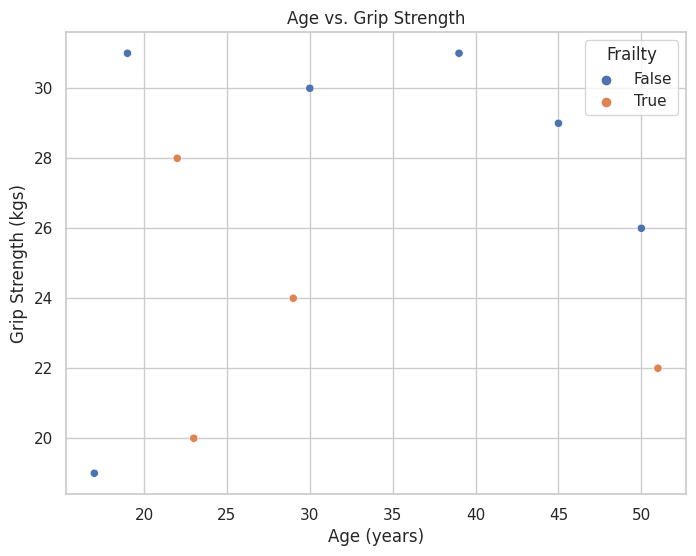 Age vs. Grip Strength
Frailty
False
True
Grip Strength (kgs)
30
28
26
24
22
20
20 25 30 35 40 45 50
Age (years)